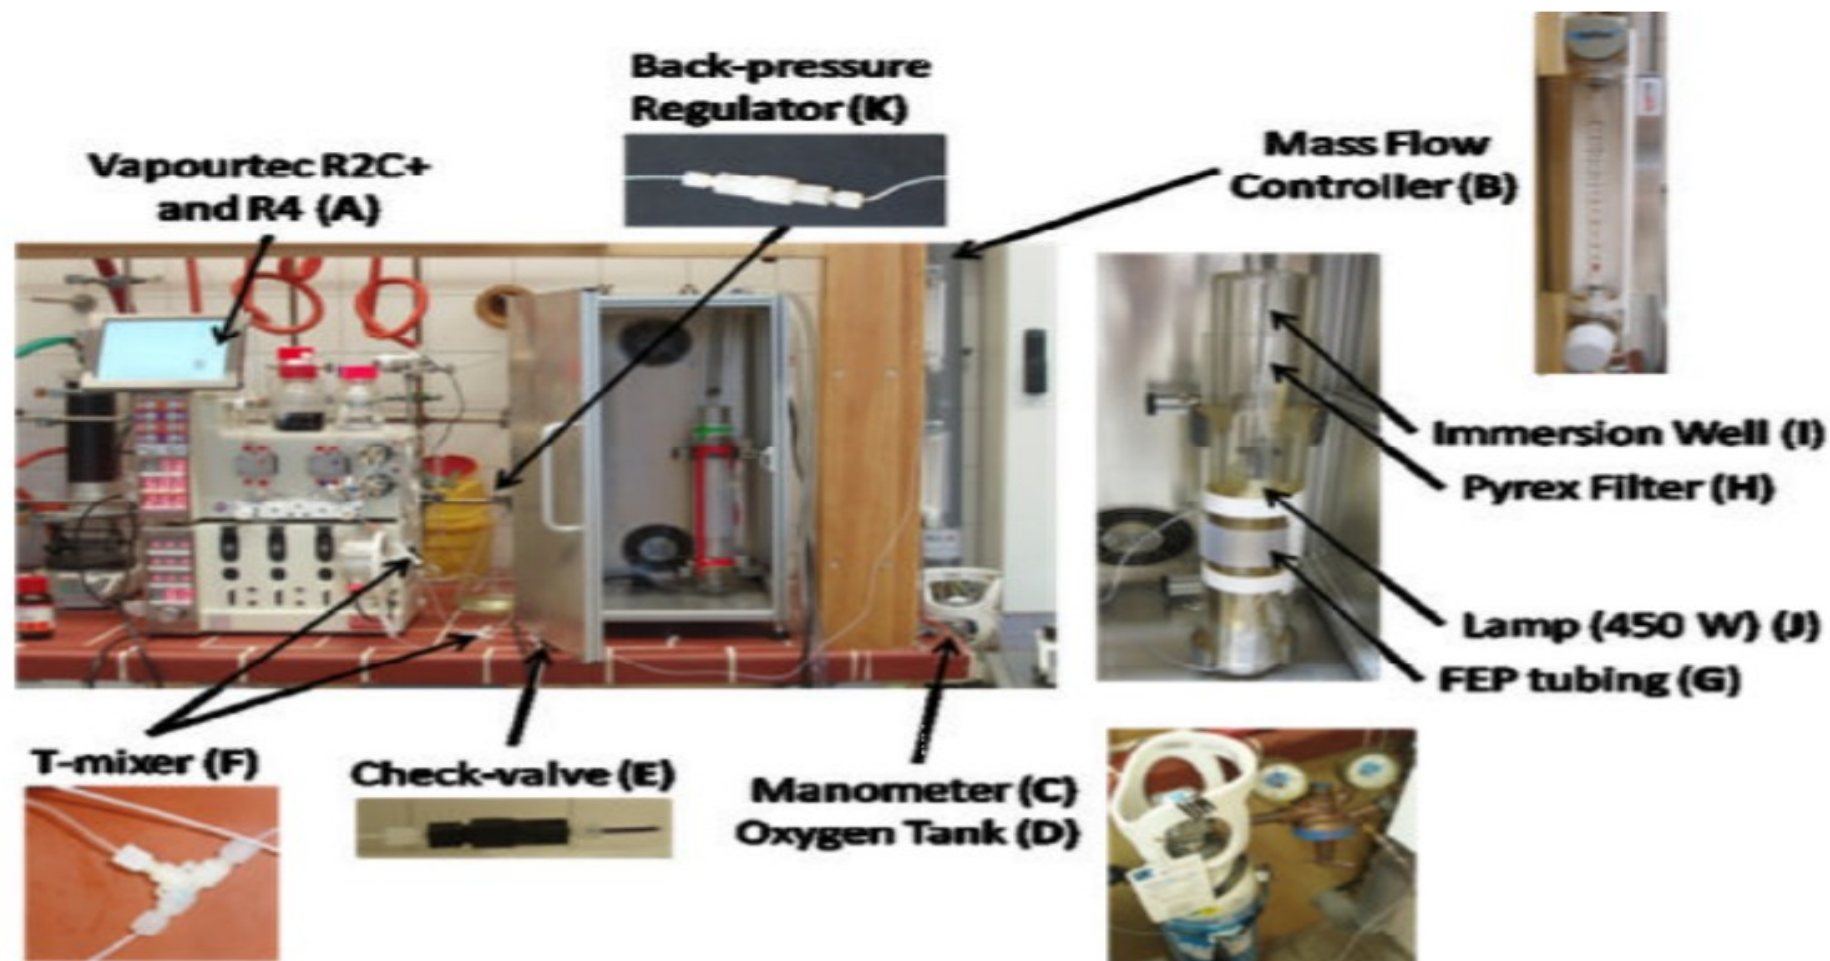 Back-pressure
Regulator (K)
Vapourtec R2C+
and R4 (A)
Mass Flow
Controller (B)
Immersion Well (I)
Pyrex Filter (H)
Lamp (450 W) (J)
FEP tubing (G)
T-mixer (F)
Check-valve (E)
Manometer (C)
Oxygen Tank (D)